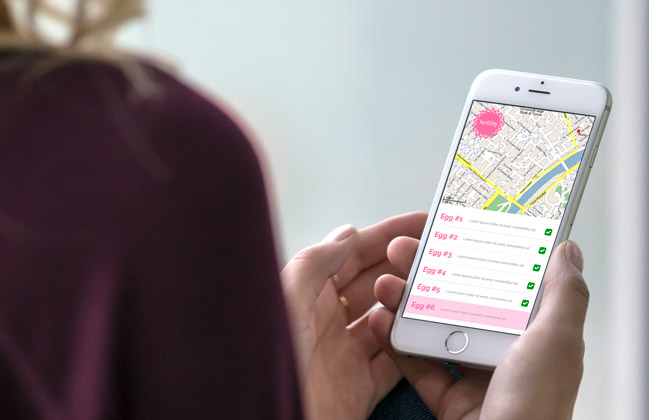 fertility
Egg #1 Lorem ipsum dolor sit amet, consectetur ad
Egg #2 Lorem ipsum dolor sit amet, consectetur ad
Egg #3 Lorem ipsum dolor sit amet, consectetur ad
Egg #4 Lorem ipsum dolor sit amet, consectetur ad
Egg #5 Lorem ipsum dolor sit amet, consectetur ad
Egg #6 Lorem ipsum dolor sit amet, consectetur ad